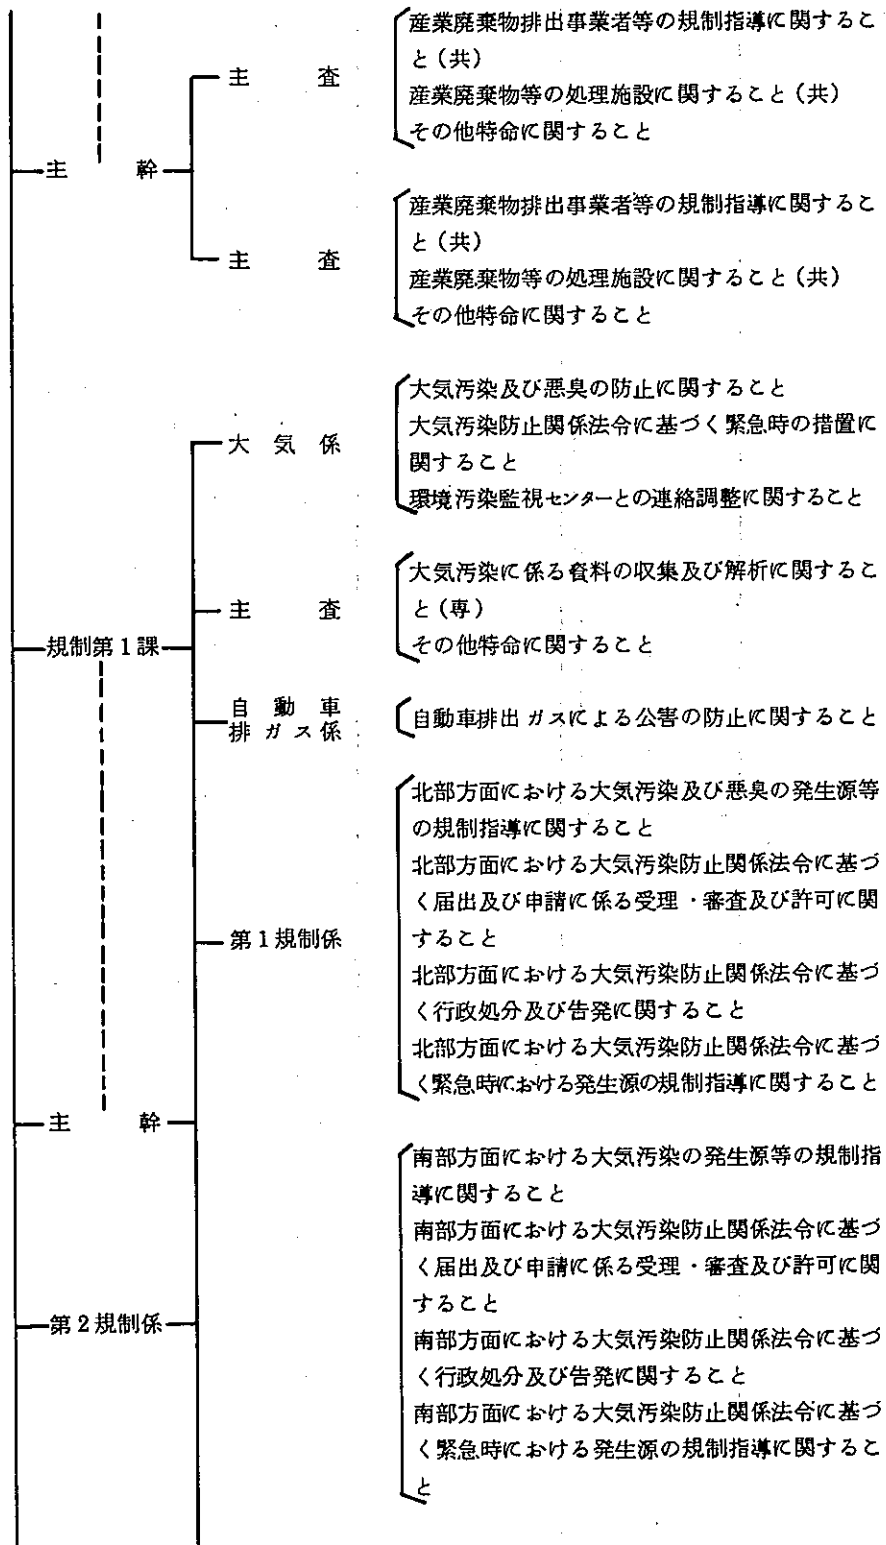 産業廃棄物排出事業者等の規制指導に関するこ
と(共)
主査
産業廃棄物等の処理施設に関すること(共)
その他特命に関すること
主幹
産業廃棄物排出事業者等の規制指導に関するこ
と(共)
主査
産業廃棄物等の処理施設に関すること(共)
その他特命に関すること
大気汚染及び悪臭の防止に関すること
大気係
大気汚染防止関係法令に基づく緊急時の措置に
関すること
環境汚染監視センターとの連絡調整に関すること
大気汚染に係る資料の収集及び解析に関するこ
主査
と(専)
その他特命に関すること
規制第1課
自動車
排ガス係
自動車排出ガスによる公害の防止に関すること
北部方面における大気汚染及び悪臭の発生源等
の規制指導に関すること
北部方面における大気汚染防止関係法令に基づ
く届出及び申請に係る受理・審査及び許可に関
すること
第1規制係
北部方面における大気汚染防止関係法令に基づ
く行政処分及び告発に関すること
北部方面における大気汚染防止関係法令に基づ
く緊急時における発生源の規制指導に関すること
主幹
南部方面における大気汚染の発生源等の規制指
導に関すること
南部方面における大気汚染防止関係法令に基づ
く届出及び申請に係る受理・審査及び許可に関
すること
第2規制係
南部方面における大気汚染防止関係法令に基づ
く行政処分及び告発に関すること
南部方面における大気汚染防止関係法令に基づ
く緊急時における発生源の規制指導に関するこ
と